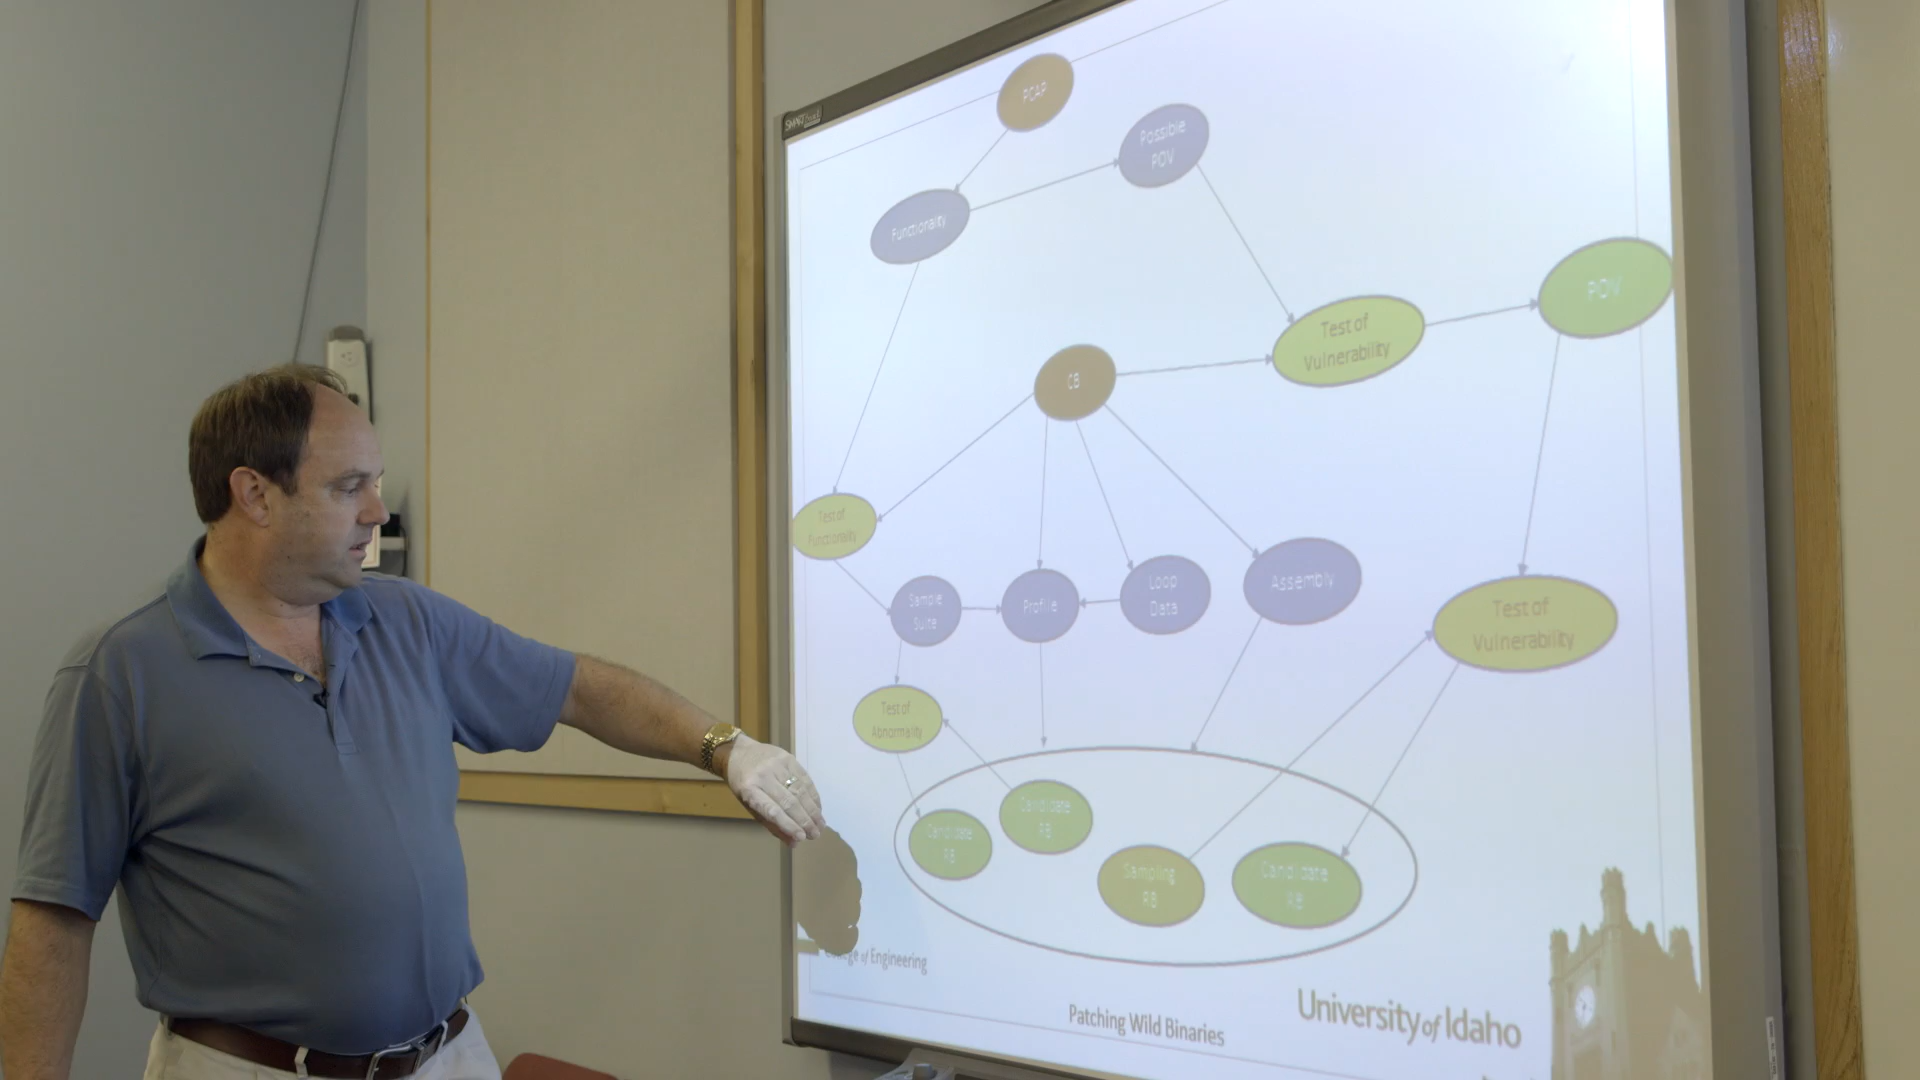 SMART
PCAP
Possible
POV
Functionality
POV
Test of
Vulnerability
CB
Test of
Functionality
Sample
Suite
Profile
Loop
Data
Assembly
Test of
Vulnerability
Test of
Abnormality
Candidate
RB
Candidate
RB
Sampling
RB
Candidate
RB
College of Engineering
Patching Wild Binaries
University of Idaho